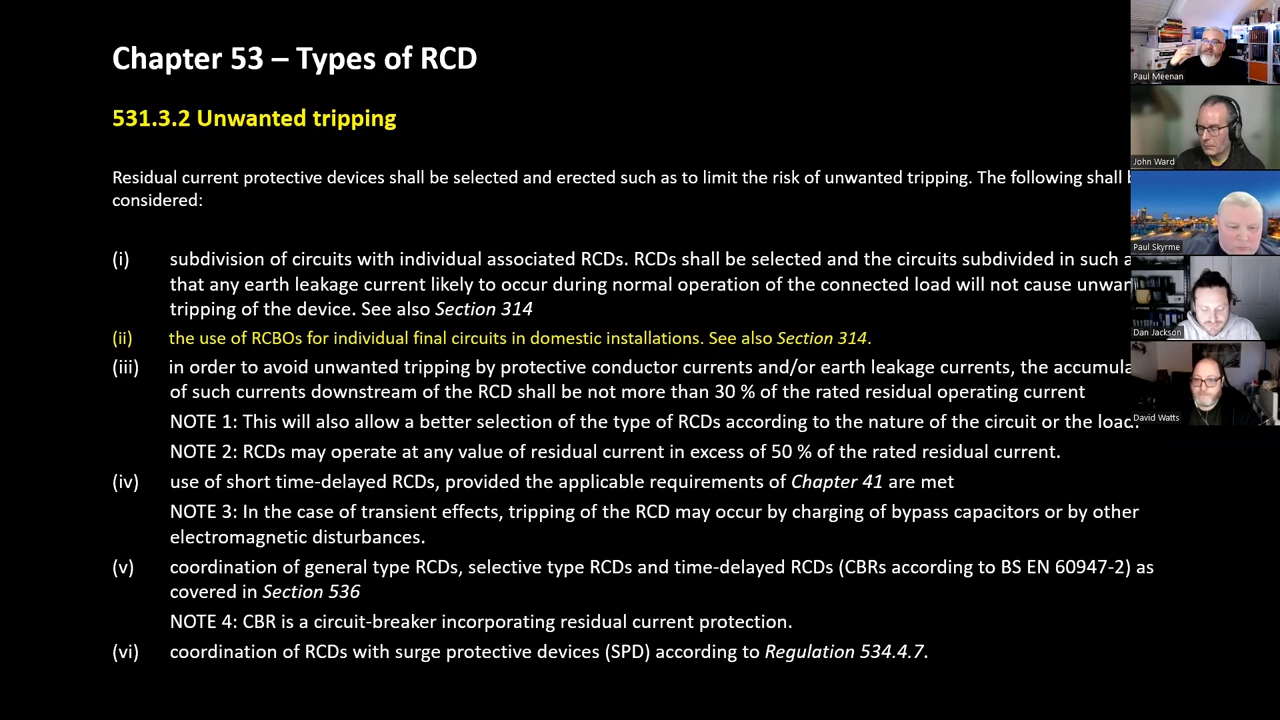 Chapter 53 – Types of RCD
531.3.2 Unwanted tripping
Residual current protective devices shall be selected and erected such as to limit the risk of unwanted tripping. The following shall
considered:
(i) subdivision of circuits with individual associated RCDs. RCDs shall be selected and the circuits subdivided in such
that any earth leakage current likely to occur during normal operation of the connected load will not cause
tripping of the device. See also Section 314
(ii) the use of RCBOs for individual final circuits in domestic installations. See also Section 314.
(iii) in order to avoid unwanted tripping by protective conductor currents and/or earth leakage currents, the
of such currents downstream of the RCD shall be not more than 30 % of the rated residual operating current
NOTE 1: This will also allow a better selection of the type of RCDs according to the nature of the circuit or the load.
NOTE 2: RCDs may operate at any value of residual current in excess of 50 % of the rated residual current.
(iv) use of short time-delayed RCDs, provided the applicable requirements of Chapter 41 are met
NOTE 3: In the case of transient effects, tripping of the RCD may occur by charging of bypass capacitors or by other
electromagnetic disturbances.
(v) coordination of general type RCDs, selective type RCDs and time-delayed RCDs (CBRs according to BS EN 60947-2) as
covered in Section 536
NOTE 4: CBR is a circuit-breaker incorporating residual current protection.
(vi) coordination of RCDs with surge protective devices (SPD) according to Regulation 534.4.7.
Paul Meenan
John Ward
Paul Skyrme
Dan Jackson
David Watts